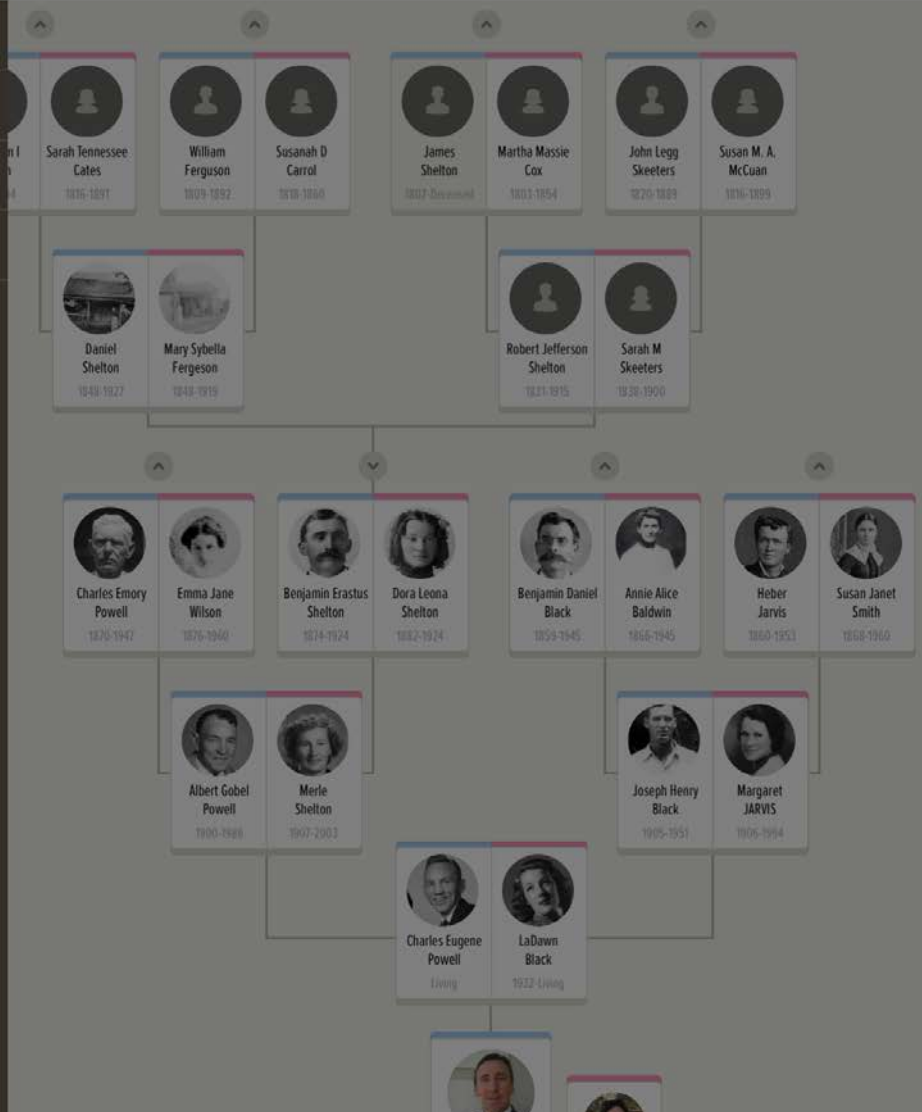 Sarah Tennessee
Cates
1816-1891
William
Ferguson
1809-1892
Susanah D
Carrol
1818-1860
James
Shelton
1802-Deceased
Martha Massie
Cox
1803-1854
John Legg
Skeeters
1820-1889
Susan M. A.
McCuan
1816-1899
Daniel
Shelton
1849-1927
Mary Sybella
Fergeson
1848-1919
Robert Jefferson
Shelton
1831-1915
Sarah M
Skeeters
1838-1900
Charles Emory
Powell
1870-1947
Emma Jane
Wilson
1876-1960
Benjamin Erastus
Shelton
1874-1924
Dora Leona
Shelton
1882-1924
Benjamin Daniel
Black
1859-1945
Annie Alice
Baldwin
1866-1945
Heber
Jarvis
1860-1953
Susan Janet
Smith
1868-1960
Albert Gobel
Powell
1900-1986
Merle
Shelton
1907-2003
Joseph Henry
Black
1905-1951
Margaret
JARVIS
1906-1994
Charles Eugene
Powell
Living
LaDawn
Black
1932-Living